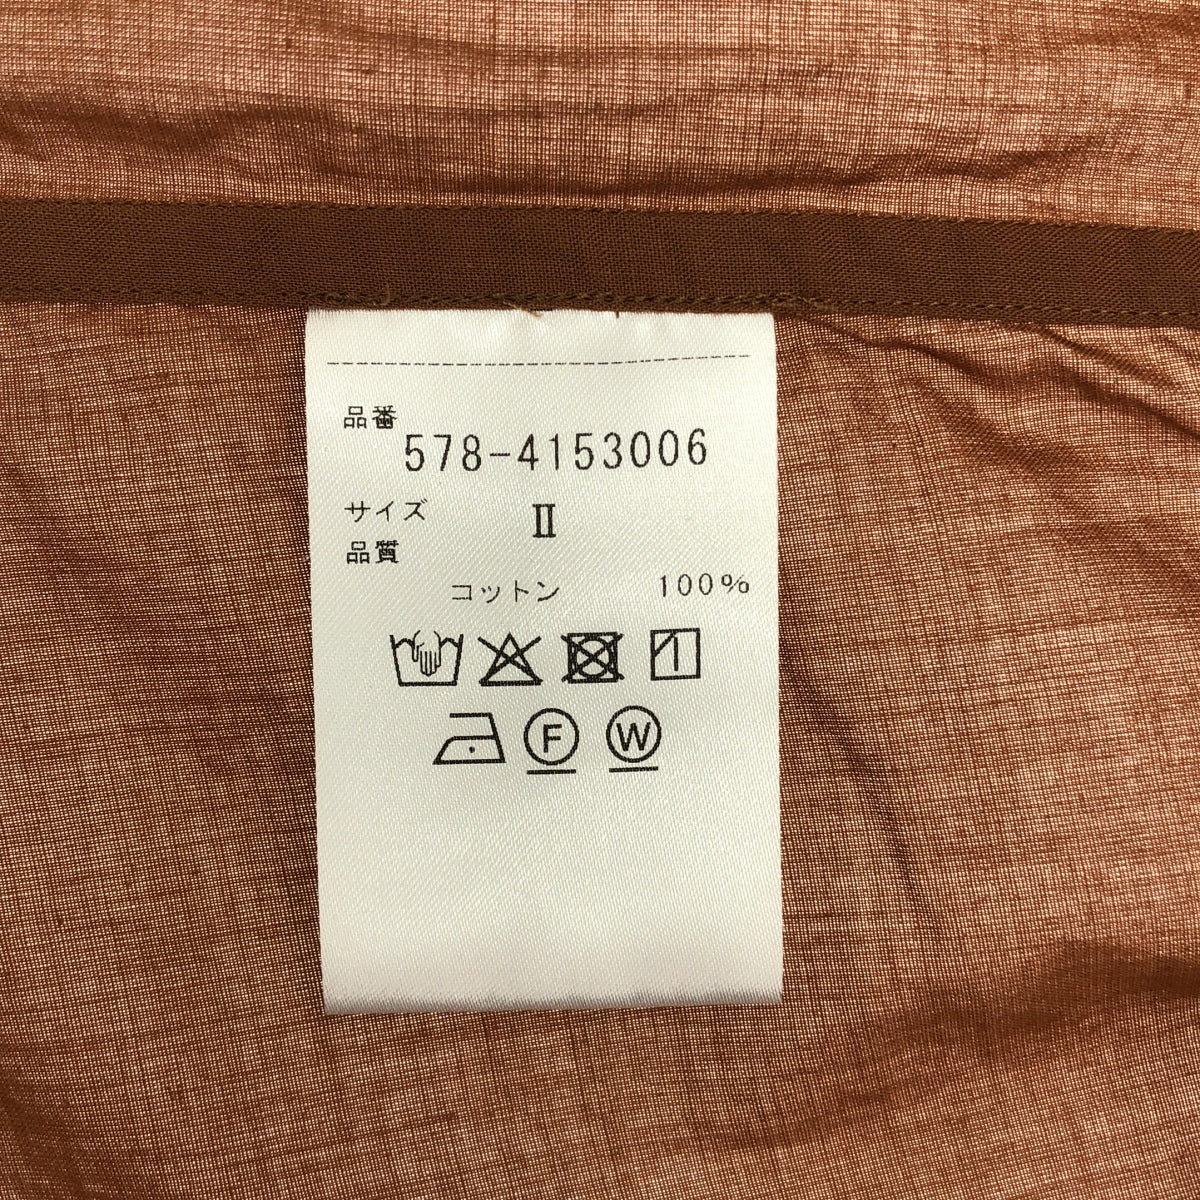 品番
578-4153006
サイズ II
品質
コットン 100%
F W